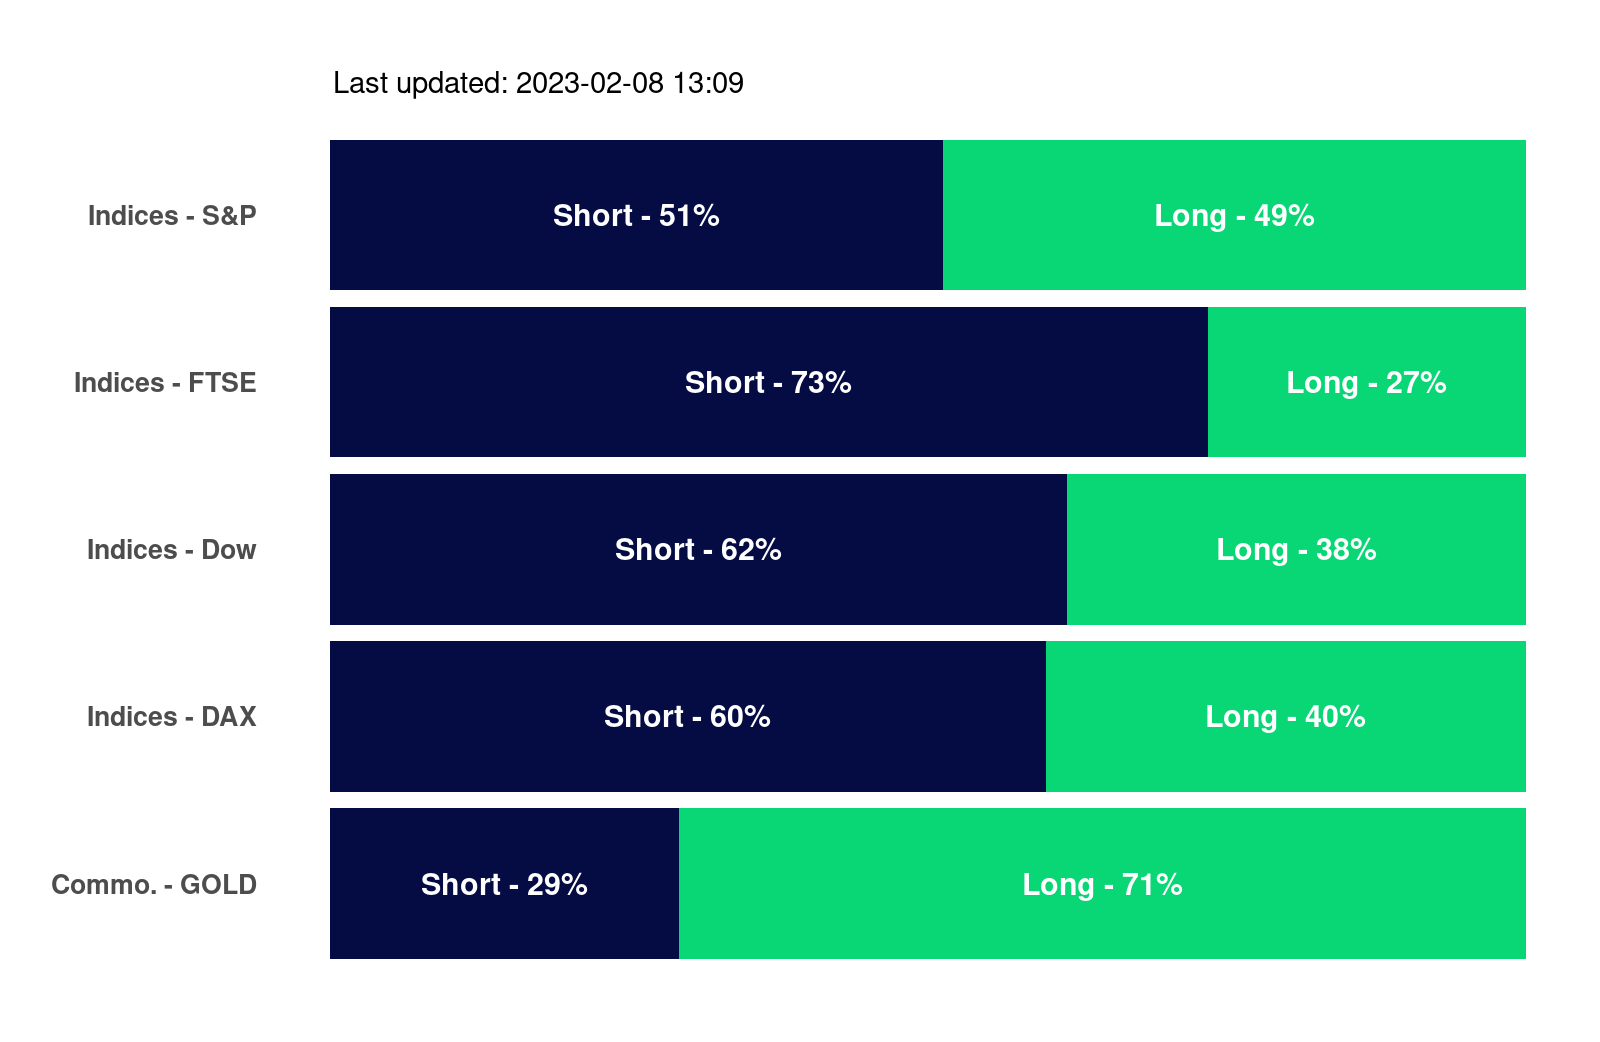 Last updated: 2023-02-08 13:09
Indices - S&P Short - 51% Long - 49%
Indices - FTSE Short - 73% Long - 27%
Indices - Dow Short - 62% Long - 38%
Indices - DAX Short - 60% Long - 40%
Commo. - GOLD Short - 29% Long - 71%